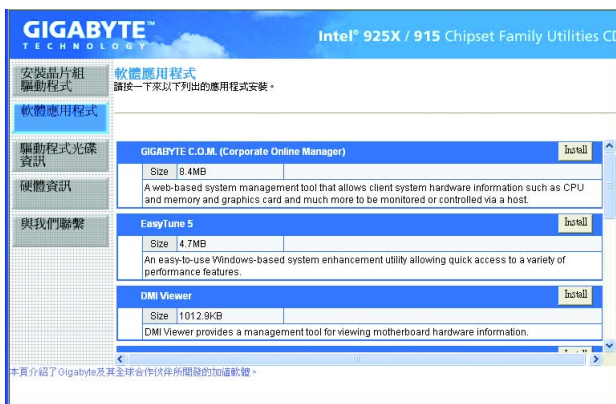 GIGABYTE™
TECHNOLOGY
Intel® 925X / 915 Chipset Family Utilities CD
安裝晶片組
驅動程式
軟體應用程式
驅動程式光碟
資訊
硬體資訊
與我們聯繫
軟體應用程式
請按一下來以下列出的應用程式安裝。
GIGABYTE C.O.M. (Corporate Online Manager)
Install
Size 8.4MB
A web-based system management tool that allows client system hardware information such as CPU
and memory and graphics card and much more to be monitored or controlled via a host.
EasyTune 5
Install
Size 4.7MB
An easy-to-use Windows-based system enhancement utility allowing quick access to a variety of
performance features.
DMI Viewer
Install
Size 1012.9KB
DMI Viewer provides a management tool for viewing motherboard hardware information.
本頁介紹了Gigabyte及其全球合作伙伴所開發的加值軟體。